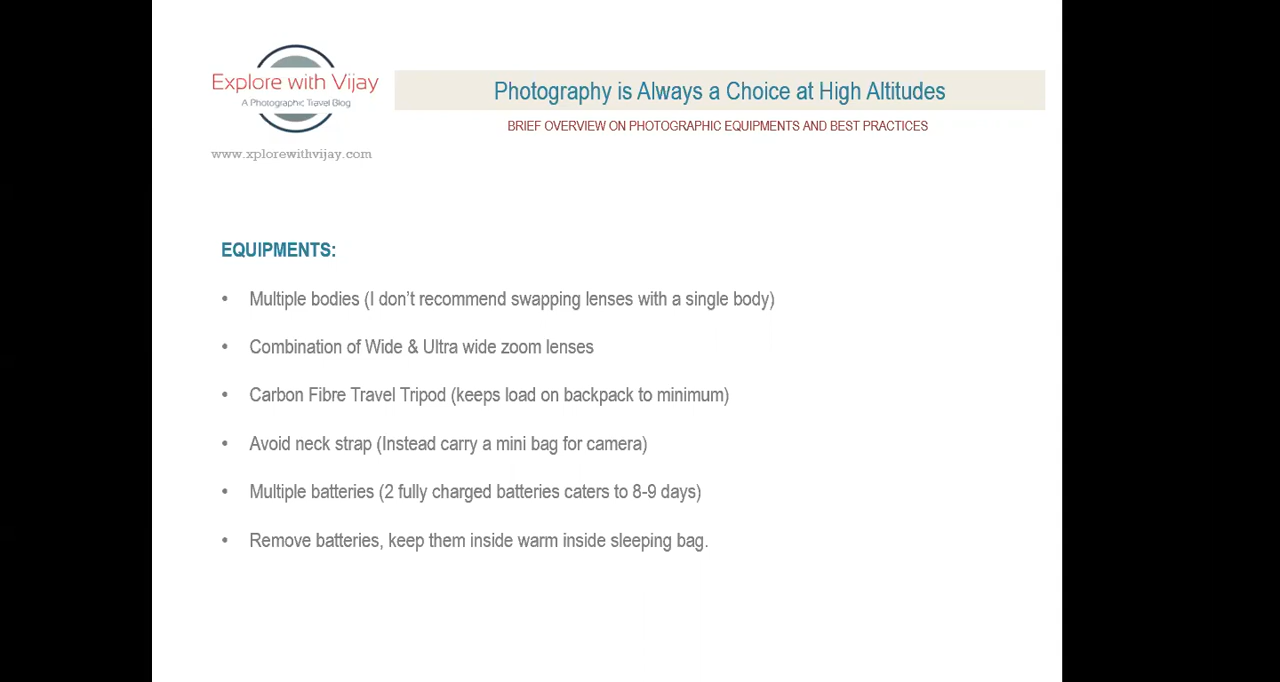 Explore with Vijay
A Photographic Travel Blog
www.xplorewithvijay.com
Photography is Always a Choice at High Altitudes
BRIEF OVERVIEW ON PHOTOGRAPHIC EQUIPMENTS AND BEST PRACTICES
EQUIPMENTS:
• Multiple bodies (I don't recommend swapping lenses with a single body)
• Combination of Wide & Ultra wide zoom lenses
• Carbon Fibre Travel Tripod (keeps load on backpack to minimum)
• Avoid neck strap (Instead carry a mini bag for camera)
• Multiple batteries (2 fully charged batteries caters to 8-9 days)
• Remove batteries, keep them inside warm inside sleeping bag.